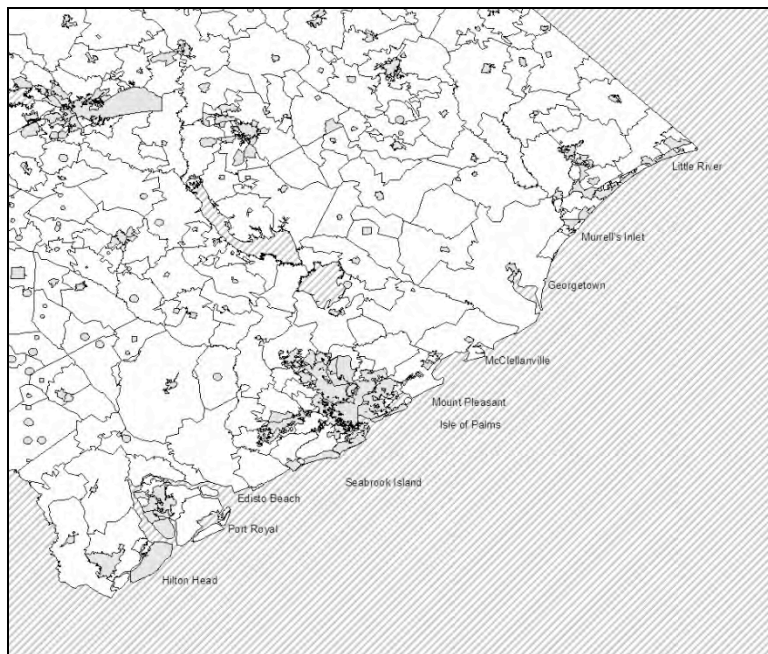 Little River
Murrell's Inlet
Georgetown
McClellanville
Mount Pleasant
Isle of Palms
Seabrook Island
Edisto Beach
Port Royal
Hilton Head